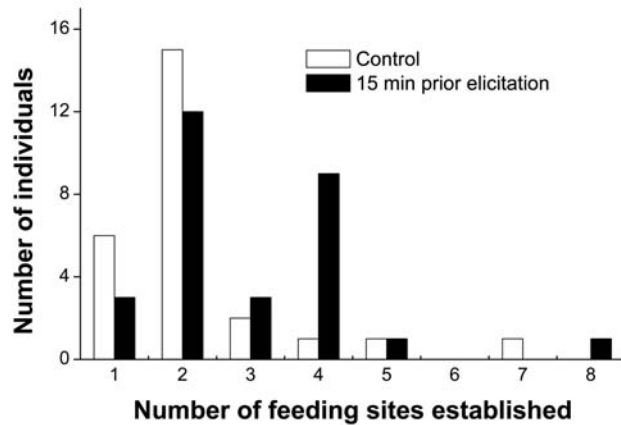 Number of individuals
16
12
8
4
0
Control
15 min prior elicitation
1 2 3 4 5 6 7 8
Number of feeding sites established